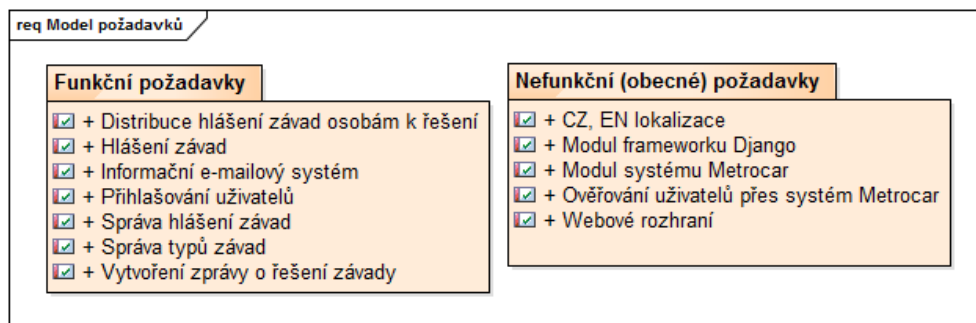 req Model požadavků
Funkční požadavky
+ Distribuce hlášení závad osobám k řešení
+ Hlášení závad
+ Informační e-mailový systém
+ Přihlašování uživatelů
+ Správa hlášení závad
+ Správa typů závad
+ Vytvoření zprávy o řešení závady
Nefunkční (obecné) požadavky
+ CZ, EN lokalizace
+ Modul frameworku Django
+ Modul systému Metrocar
+ Ověřování uživatelů přes systém Metrocar
+ Webové rozhraní